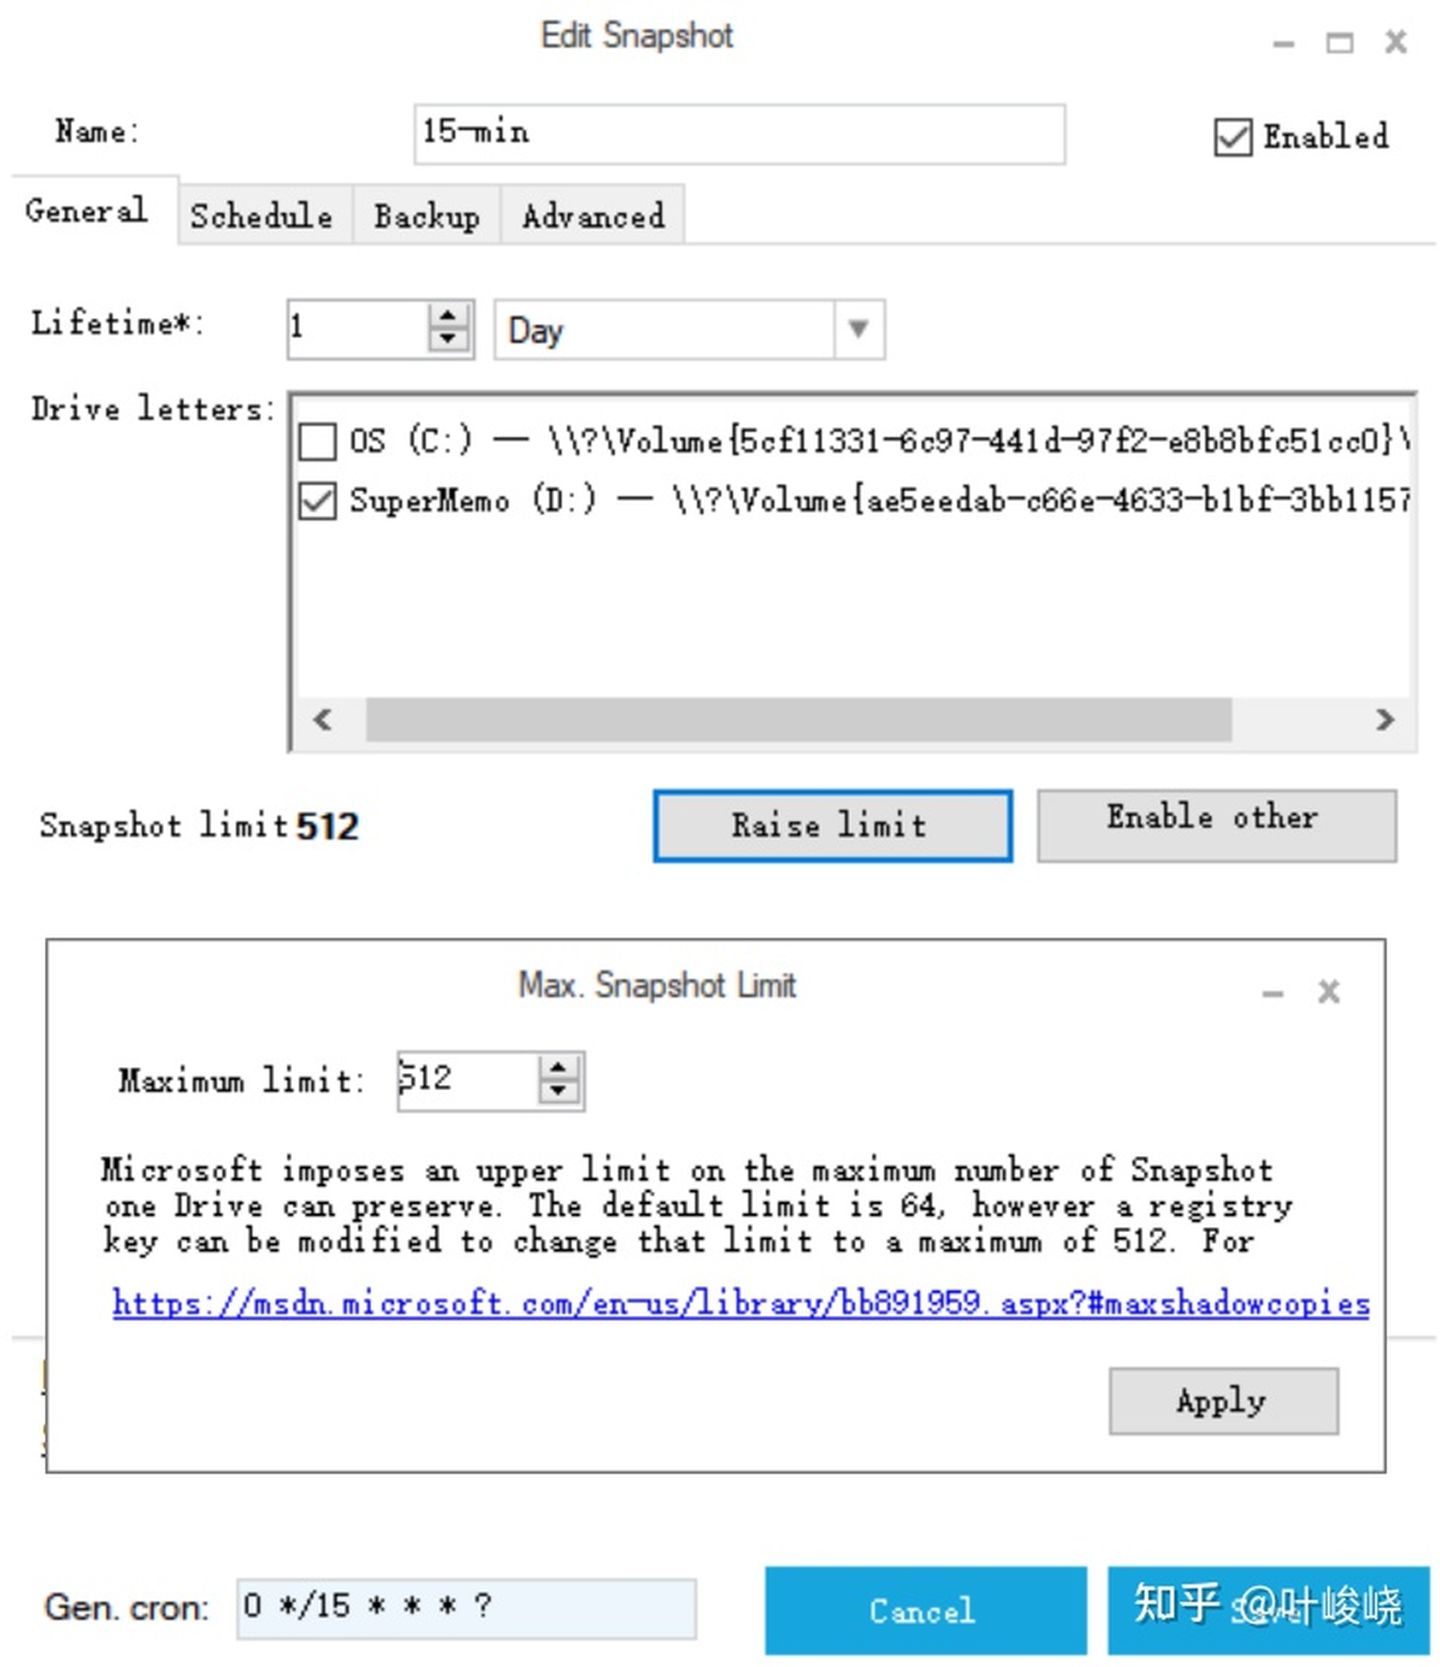 Edit Snapshot
Name: 15-min Enabled
General Schedule Backup Advanced
Lifetime*: 1 Day
Drive letters:
OS (C:) — \\?\Volume{5cf11331-6c97-441d-97f2-e8b8bfc51cc0}\
SuperMemo (D:) — \\?\Volume{ae5eedab-c66e-4633-b1bf-3bb1157
Snapshot limit 512 Raise limit Enable other
Max. Snapshot Limit
Maximum limit: 512
Microsoft imposes an upper limit on the maximum number of Snapshot
one Drive can preserve. The default limit is 64, however a registry
key can be modified to change that limit to a maximum of 512. For
https://msdn.microsoft.com/en-us/library/bb891959.aspx?#maxshadowcopies
Apply
Gen. cron: 0 */15 * * * ? Cancel Save
知乎 @叶峻峣